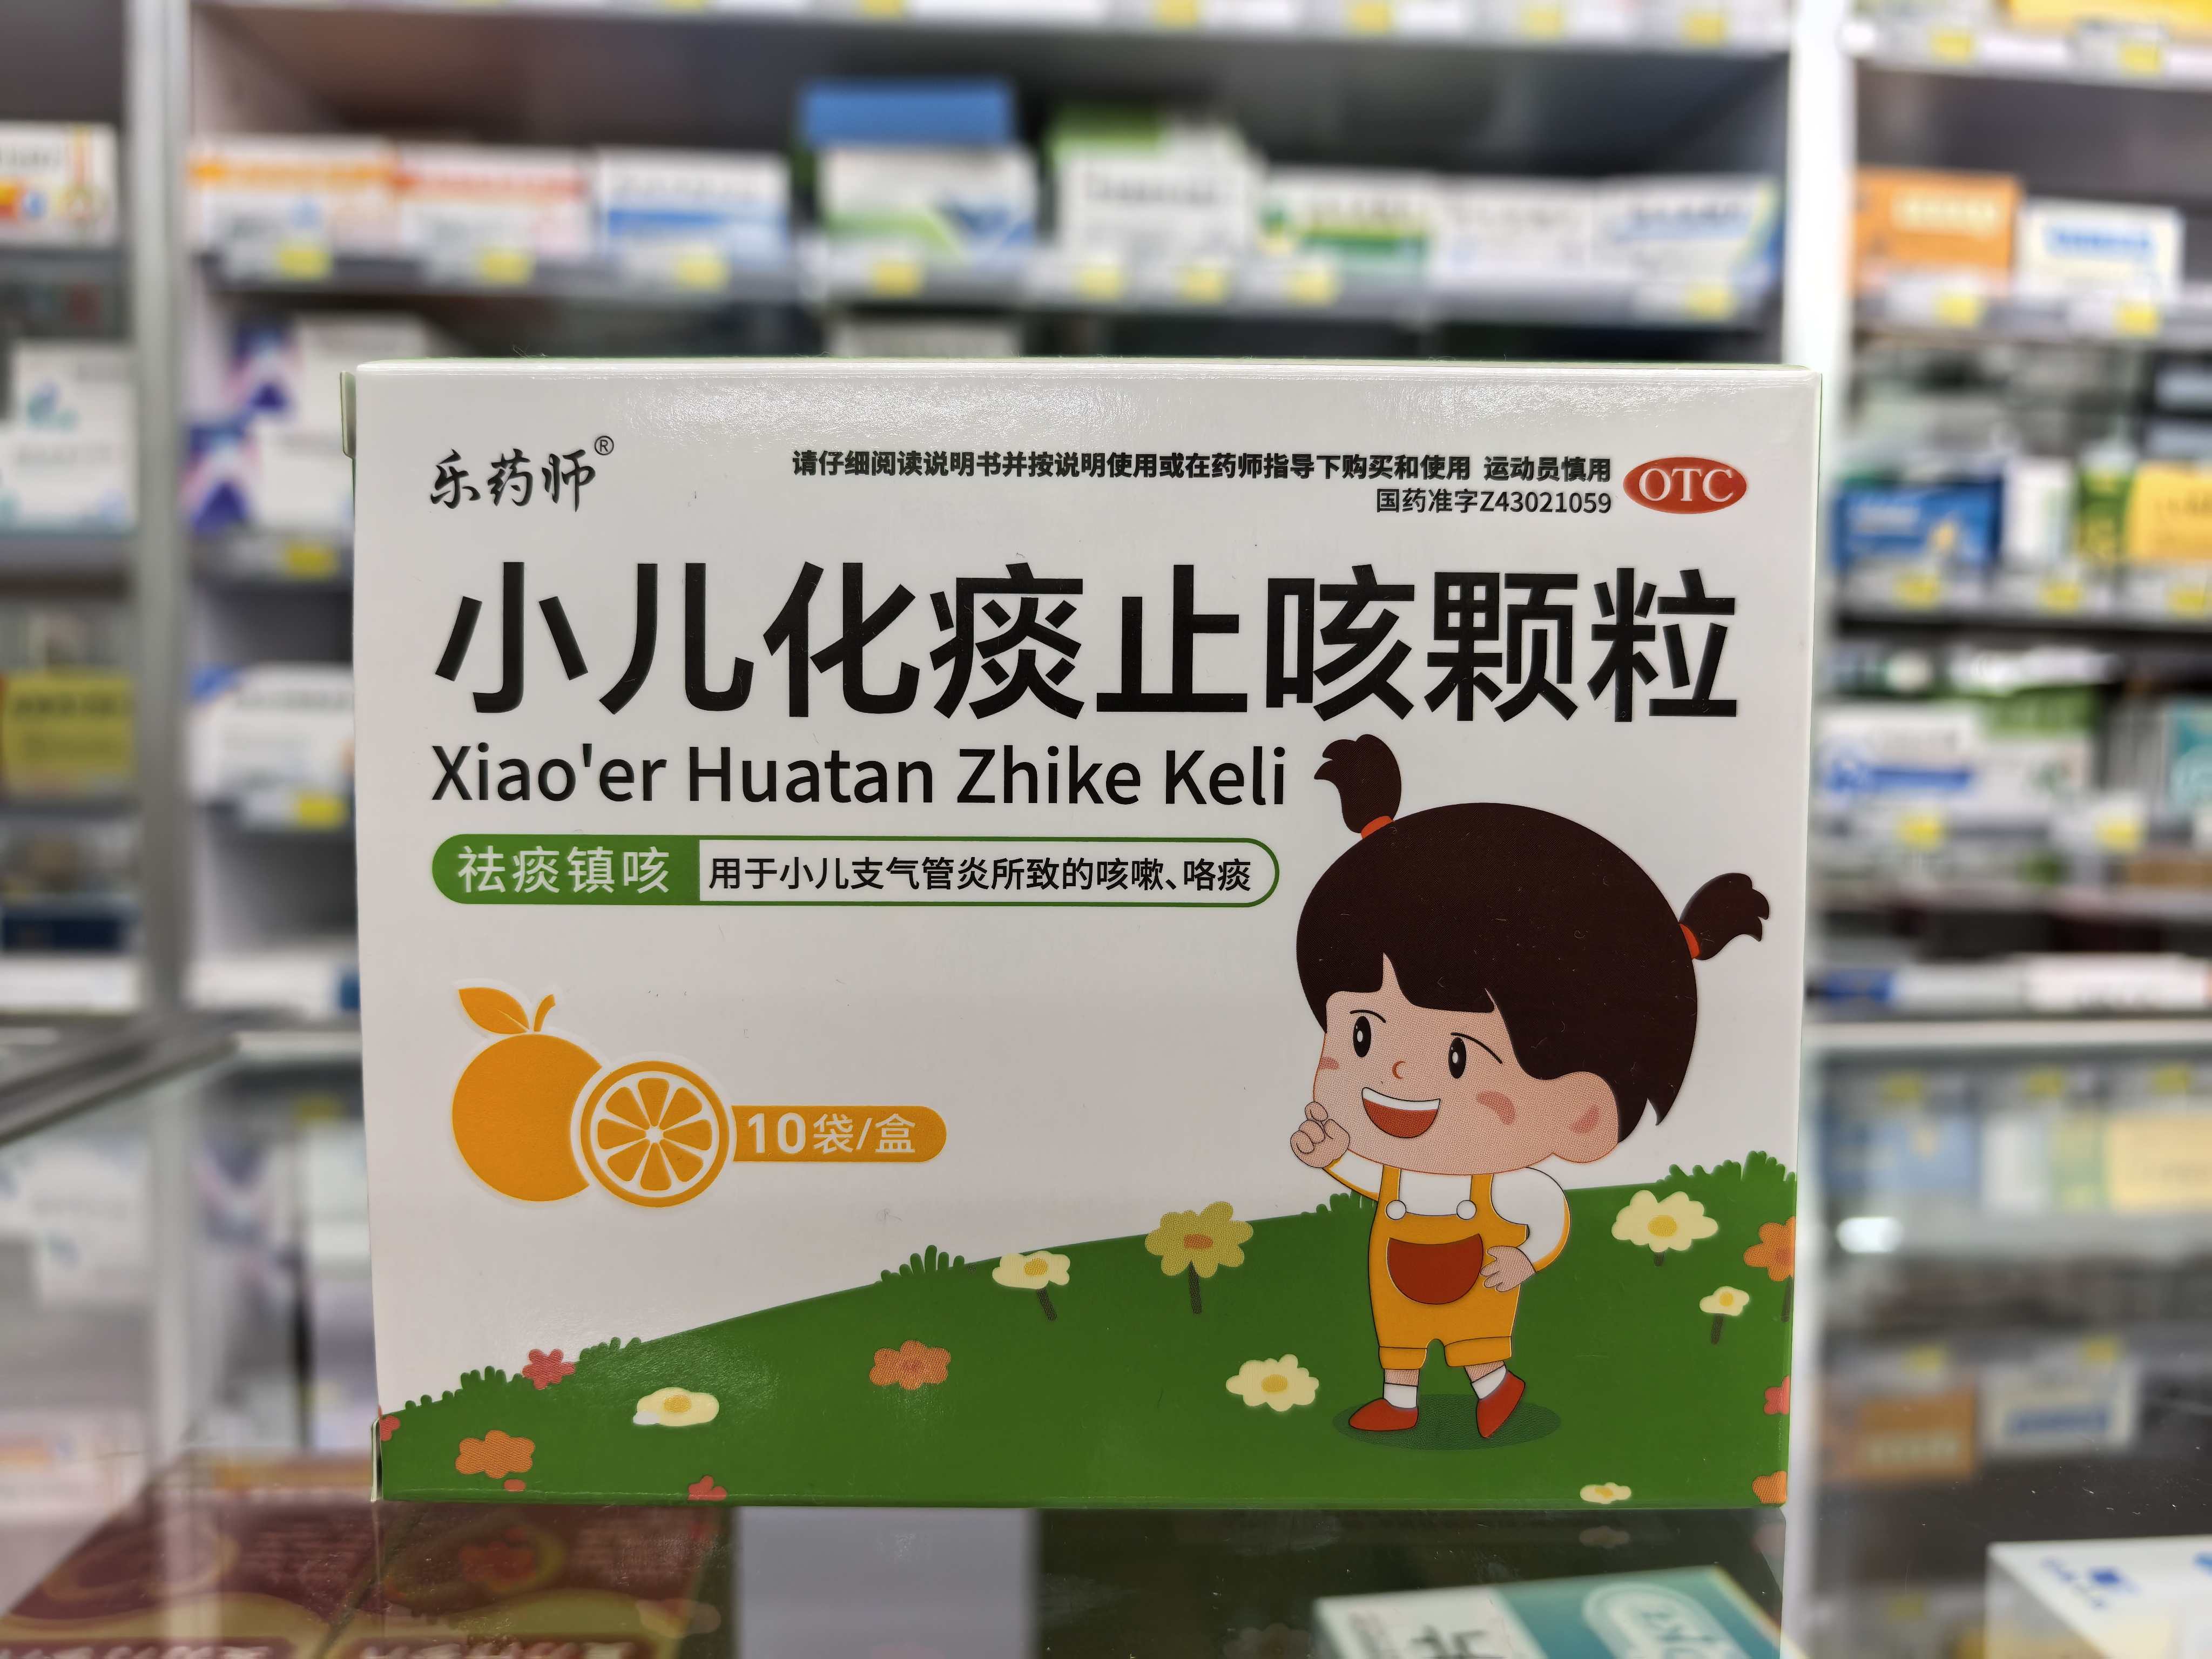 乐药师®
请仔细阅读说明书并按说明使用或在药师指导下购买和使用 运动员慎用
国药准字Z43021059
OTC
小儿化痰止咳颗粒
Xiao'er Huatan Zhike Keli
祛痰镇咳 用于小儿支气管炎所致的咳嗽、咯痰
10袋/盒